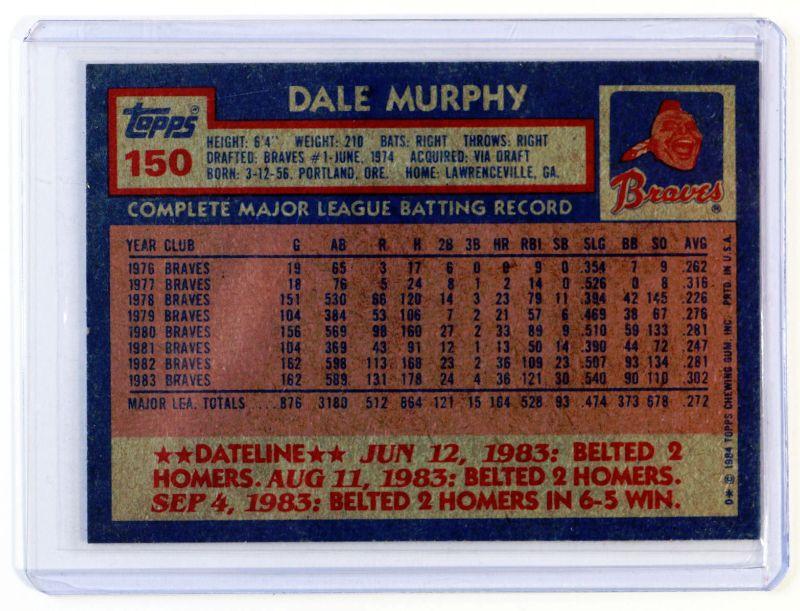 DALE MURPHY
Topps®
150
HEIGHT: 6'4" WEIGHT: 210 BATS: RIGHT THROWS: RIGHT
DRAFTED: BRAVES #1-JUNE, 1974 ACQUIRED: VIA DRAFT
BORN: 3-12-56, PORTLAND, ORE. HOME: LAWRENCEVILLE, GA.
Braves®
COMPLETE MAJOR LEAGUE BATTING RECORD
YEAR CLUB G AB R H 2B 3B HR RBI SB SLG BB SO AVG
1976 BRAVES 19 65 3 17 6 0 0 9 0 .354 7 9 .262
1977 BRAVES 18 76 5 24 8 1 2 14 0 .526 0 8 .316
1978 BRAVES 151 530 66 120 14 3 23 79 11 .394 42 145 .226
1979 BRAVES 104 384 53 106 7 2 21 57 6 .469 38 67 .276
1980 BRAVES 156 569 98 160 27 2 33 89 9 .510 59 133 .281
1981 BRAVES 104 369 43 91 12 1 13 50 14 .390 44 72 .247
1982 BRAVES 162 598 113 168 23 2 36 109 23 .507 93 134 .281
1983 BRAVES 162 589 131 178 24 4 36 121 30 .540 90 110 .302
MAJOR LEA. TOTALS ....876 3180 512 864 121 15 164 528 93 .474 373 678 .272
★★DATELINE★★ JUN 12, 1983: BELTED 2
HOMERS. AUG 11, 1983: BELTED 2 HOMERS.
SEP 4, 1983: BELTED 2 HOMERS IN 6-5 WIN.
0* © 1984 TOPPS CHEWING GUM, INC. PRTD. IN U.S.A.